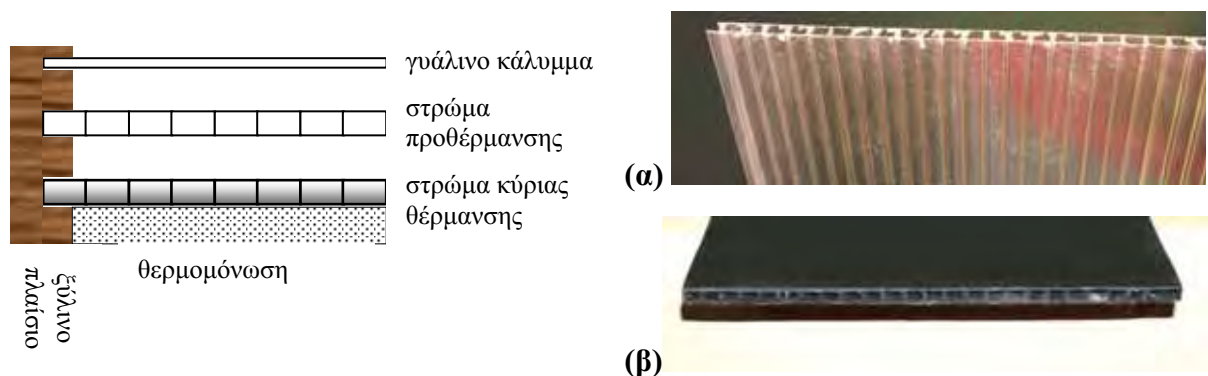 γυάλινο κάλυμμα
στρώμα
προθέρμανσης
στρώμα κύριας
θέρμανσης
θερμομόνωση
ξύλινο
πλαίσιο
(α)
(β)